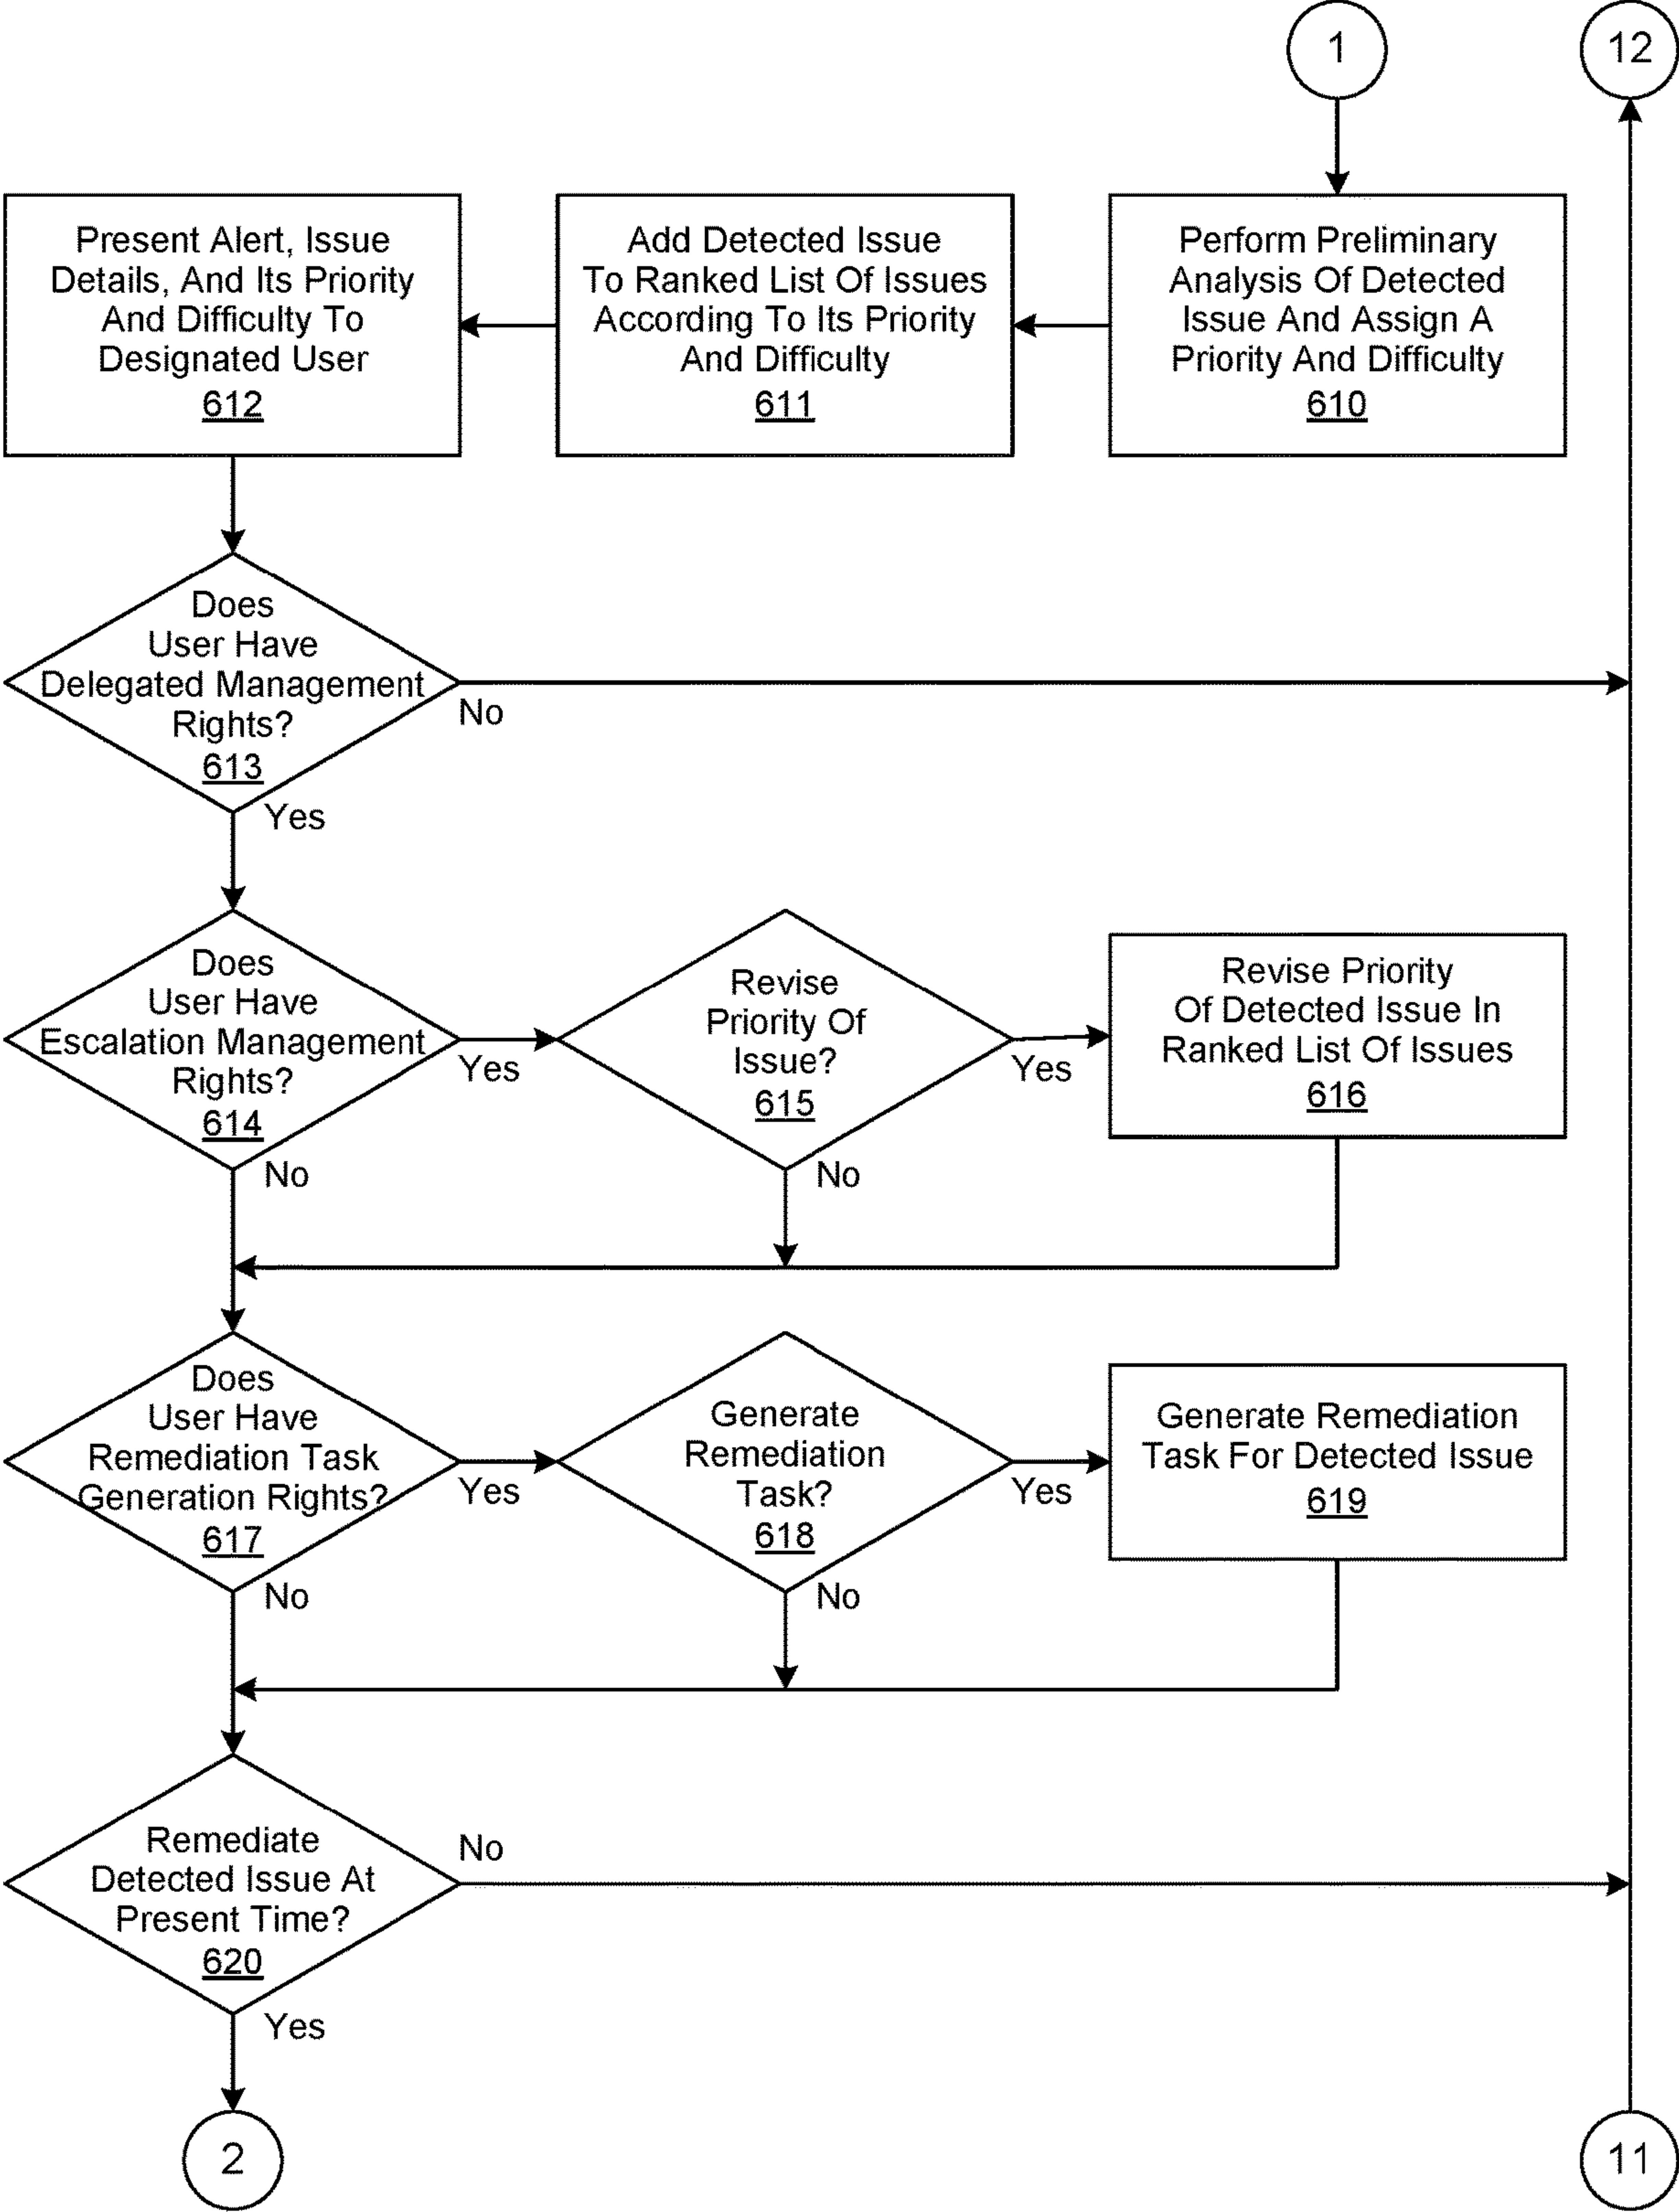 1
12
Present Alert, Issue
Details, And Its Priority
And Difficulty To
Designated User
612
Add Detected Issue
To Ranked List Of Issues
According To Its Priority
And Difficulty
611
Perform Preliminary
Analysis Of Detected
Issue And Assign A
Priority And Difficulty
610
Does
User Have
Delegated Management
Rights?
613
No
Yes
Does
User Have
Escalation Management
Rights?
614
Yes
No
Revise
Priority Of
Issue?
615
Yes
No
Revise Priority
Of Detected Issue In
Ranked List Of Issues
616
Does
User Have
Remediation Task
Generation Rights?
617
Yes
No
Generate
Remediation
Task?
618
Yes
No
Generate Remediation
Task For Detected Issue
619
Remediate
Detected Issue At
Present Time?
620
No
Yes
2
11